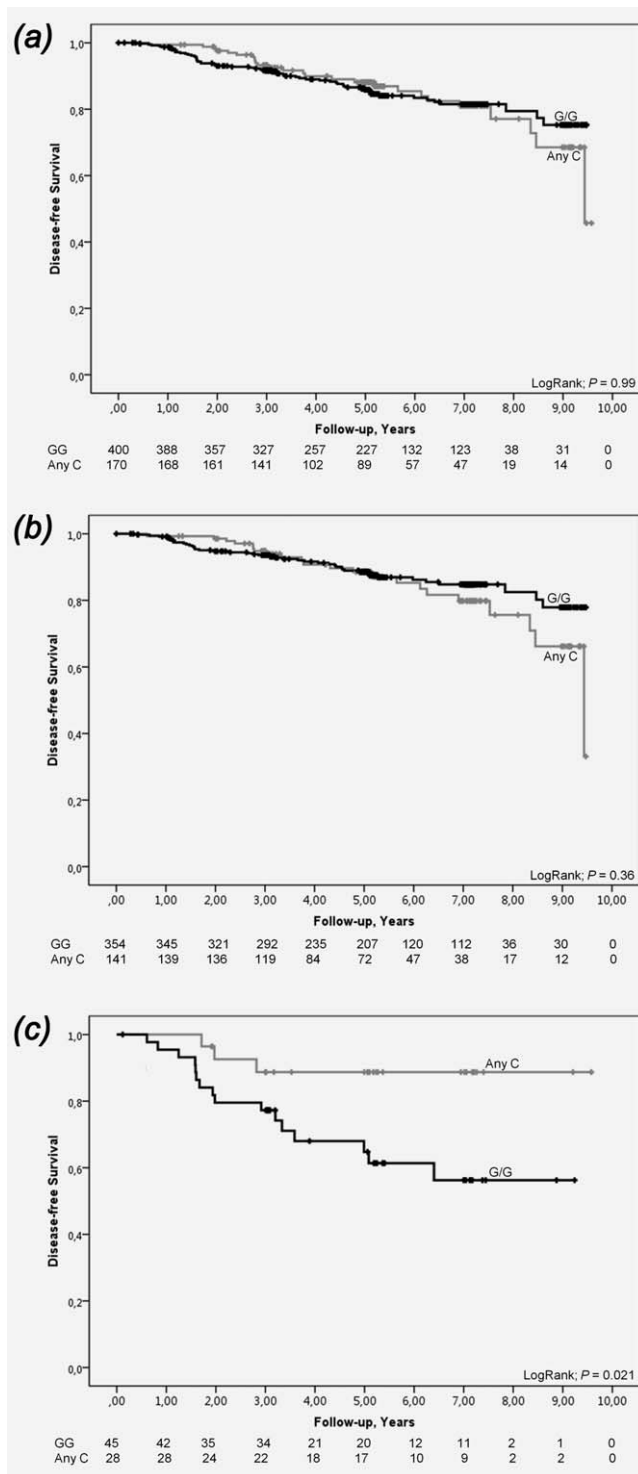 (a)
1,0
0,8
0,6
0,4
0,2
0,0
Disease-free Survival
G/G
Any C
LogRank; P = 0.99
,00 1,00 2,00 3,00 4,00 5,00 6,00 7,00 8,00 9,00 10,00
Follow-up, Years
GG 400 388 357 327 257 227 132 123 38 31 0
Any C 170 168 161 141 102 89 57 47 19 14 0
(b)
1,0
0,8
0,6
0,4
0,2
0,0
Disease-free Survival
G/G
Any C
LogRank; P = 0.36
,00 1,00 2,00 3,00 4,00 5,00 6,00 7,00 8,00 9,00 10,00
Follow-up, Years
GG 354 345 321 292 235 207 120 112 36 30 0
Any C 141 139 136 119 84 72 47 38 17 12 0
(c)
1,0
0,8
0,6
0,4
0,2
0,0
Disease-free Survival
Any C
G/G
LogRank; P = 0.021
,00 1,00 2,00 3,00 4,00 5,00 6,00 7,00 8,00 9,00 10,00
Follow-up, Years
GG 45 42 35 34 21 20 12 11 2 1 0
Any C 28 28 24 22 18 17 10 9 2 2 0